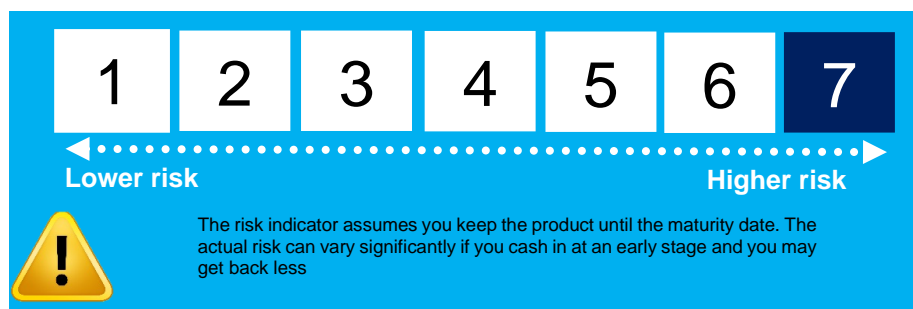 1 2 3 4 5 6 7
Lower risk Higher risk
The risk indicator assumes you keep the product until the maturity date. The
actual risk can vary significantly if you cash in at an early stage and you may
get back less